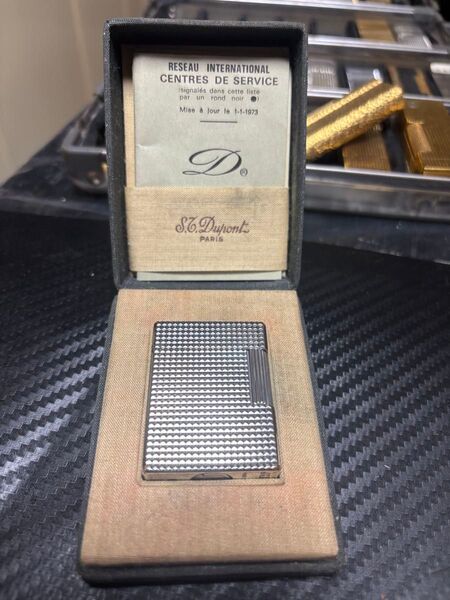 RESEAU INTERNATIONAL
CENTRES DE SERVICE
signalés dans cette liste
par un rond noir ●
Mise à jour le 1-1-1973
D®
S.T. Dupont
PARIS